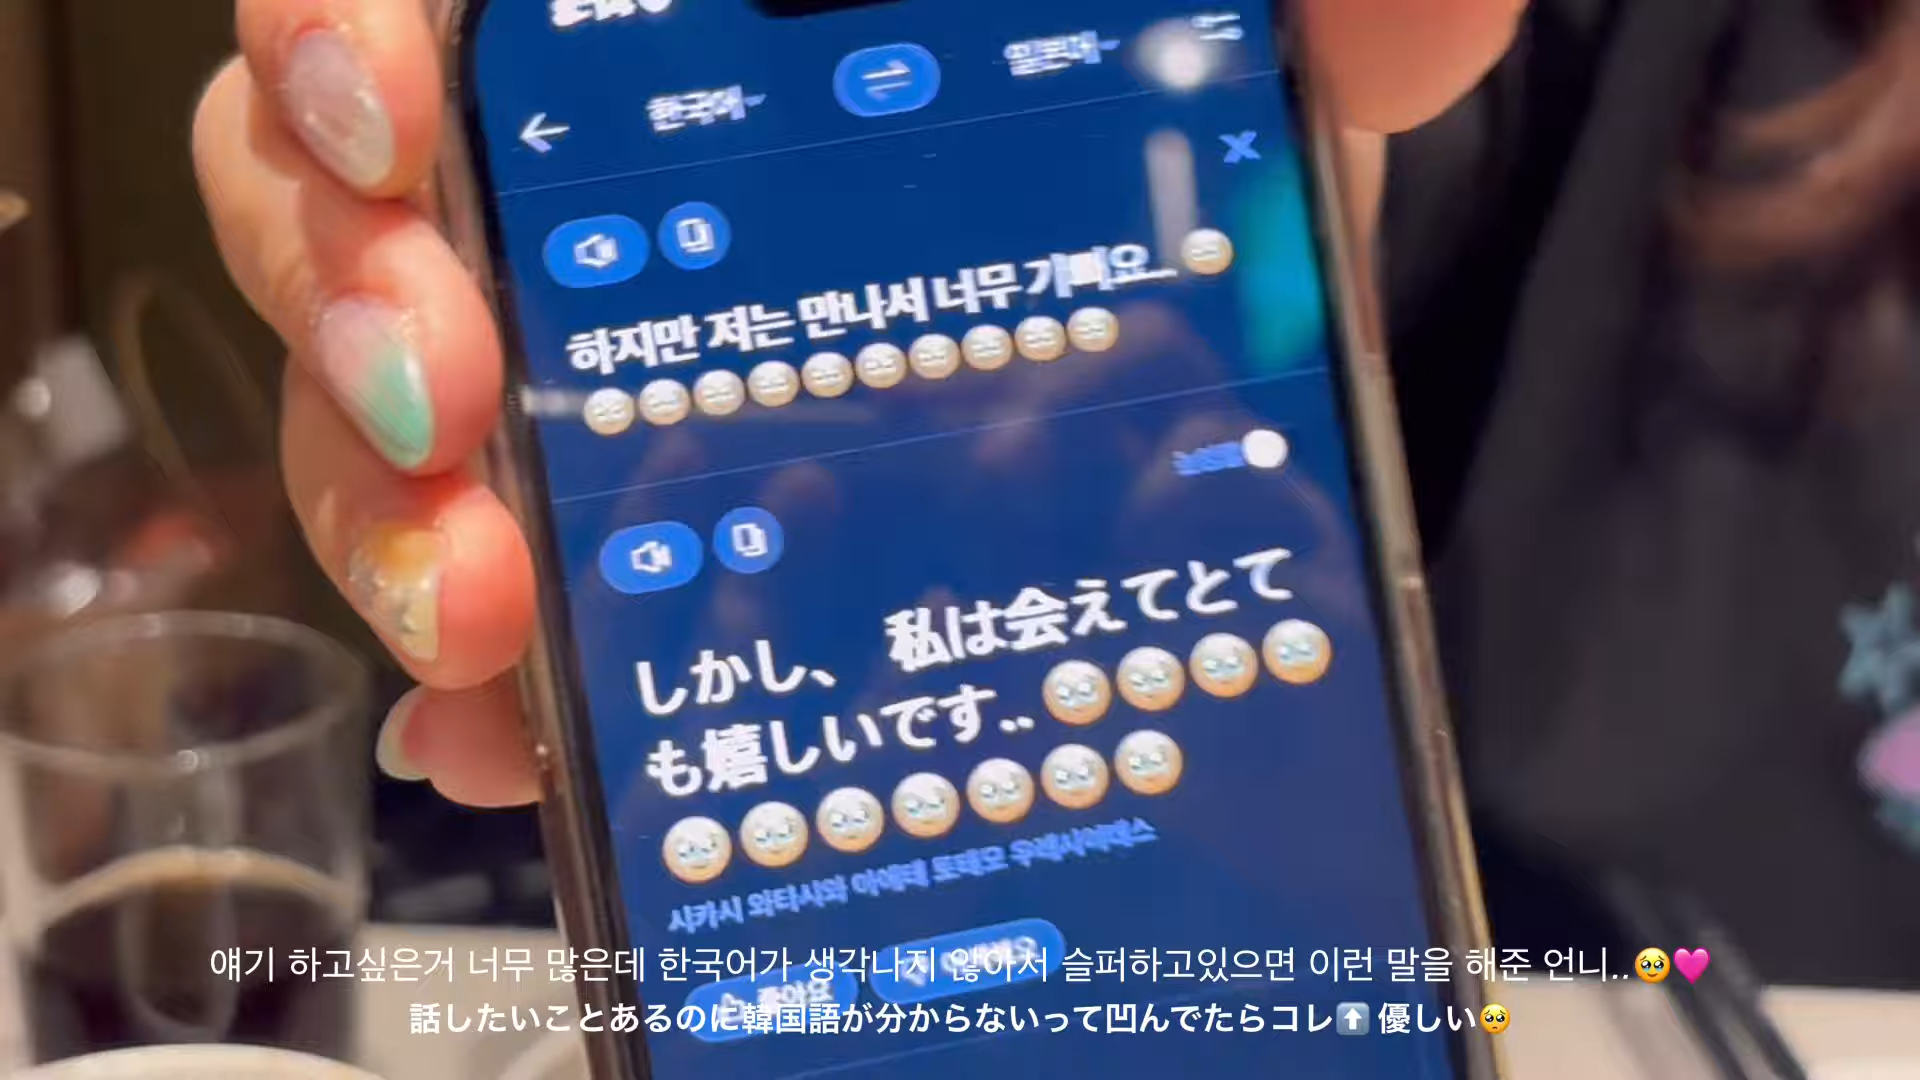 한국어
일본어
하지만 저는 만나서 너무 기뻐요..
しかし、私は会えてとて
も嬉しいです..
시카시 와타시와 아에테 토테모 우레시이데스
얘기 하고싶은거 너무 많은데 한국어가 생각나지 않아서 슬퍼하고있으면 이런 말을 해준 언니..🥹🩷
話したいことあるのに韓国語が分からないって凹んでたらコレ⬆️ 優しい🥺